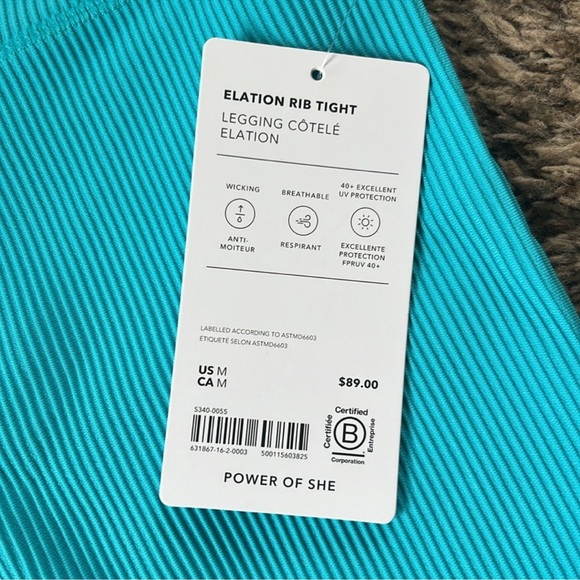 ELATION RIB TIGHT
LEGGING CÔTELÉ
ELATION
WICKING
ANTI-
MOITEUR
BREATHABLE
RESPIRANT
40+ EXCELLENT
UV PROTECTION
EXCELLENTE
PROTECTION
FPRUV 40+
LABELLED ACCORDING TO ASTMD6603
ÉTIQUETÉ SELON ASTMD6603
US M
CA M
$89.00
S340-0055
631867-16-2-0003 500115603825
Certified
Certifiée
B
Entreprise
Corporation
POWER OF SHE